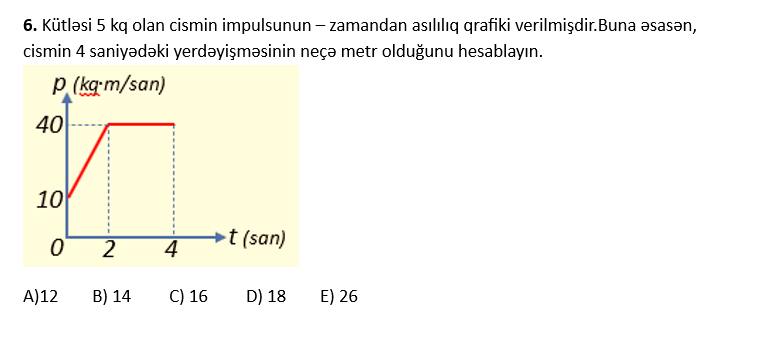 6. Kütləsi 5 kq olan cismin impulsunun – zamandan asılılıq qrafiki verilmişdir.Buna əsasən,
cismin 4 saniyədəki yerdəyişməsinin neçə metr olduğunu hesablayın.
p (kq·m/san)
40
10
0 2 4 t (san)
A)12 B) 14 C) 16 D) 18 E) 26